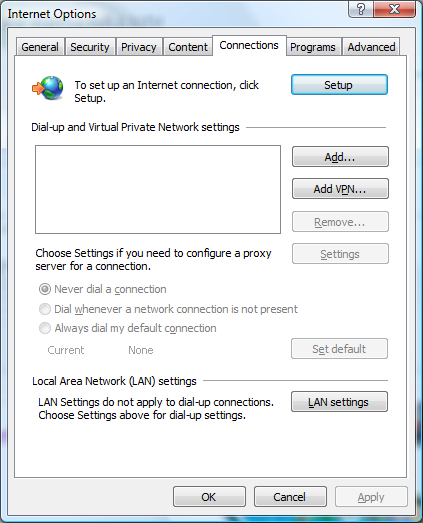 Internet Options
?
General Security Privacy Content Connections Programs Advanced
To set up an Internet connection, click
Setup.
Setup
Dial-up and Virtual Private Network settings
Add...
Add VPN...
Remove...
Choose Settings if you need to configure a proxy
server for a connection.
Settings
Never dial a connection
Dial whenever a network connection is not present
Always dial my default connection
Current None
Set default
Local Area Network (LAN) settings
LAN Settings do not apply to dial-up connections.
Choose Settings above for dial-up settings.
LAN settings
OK Cancel Apply